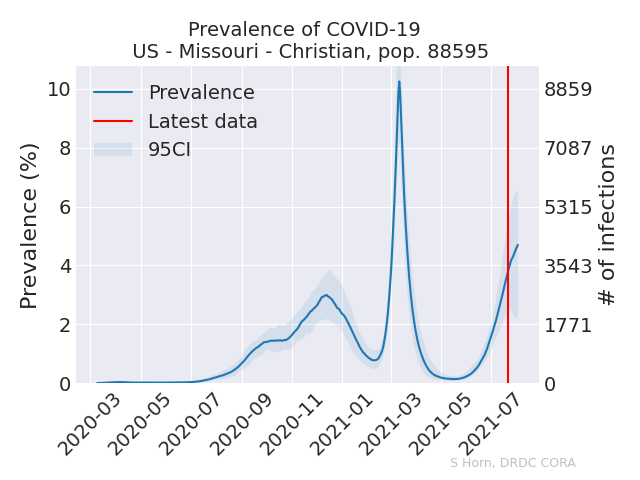 Prevalence of COVID-19
US - Missouri - Christian, pop. 88595
Prevalence
Latest data
95CI
Prevalence (%)
10
8
6
4
2
0
8859
7087
5315
3543
1771
0
# of infections
2020-03
2020-05
2020-07
2020-09
2020-11
2021-01
2021-03
2021-05
2021-07
S Horn, DRDC CORA